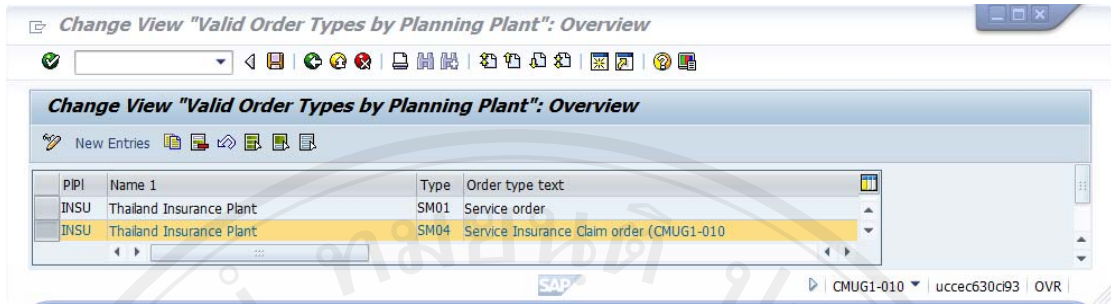 Change View "Valid Order Types by Planning Plant": Overview
Change View "Valid Order Types by Planning Plant": Overview
New Entries
PlPl Name 1 Type Order type text
INSU Thailand Insurance Plant SM01 Service order
INSU Thailand Insurance Plant SM04 Service Insurance Claim order (CMUG1-010
SAP
CMUG1-010 uccec630ci93 OVR